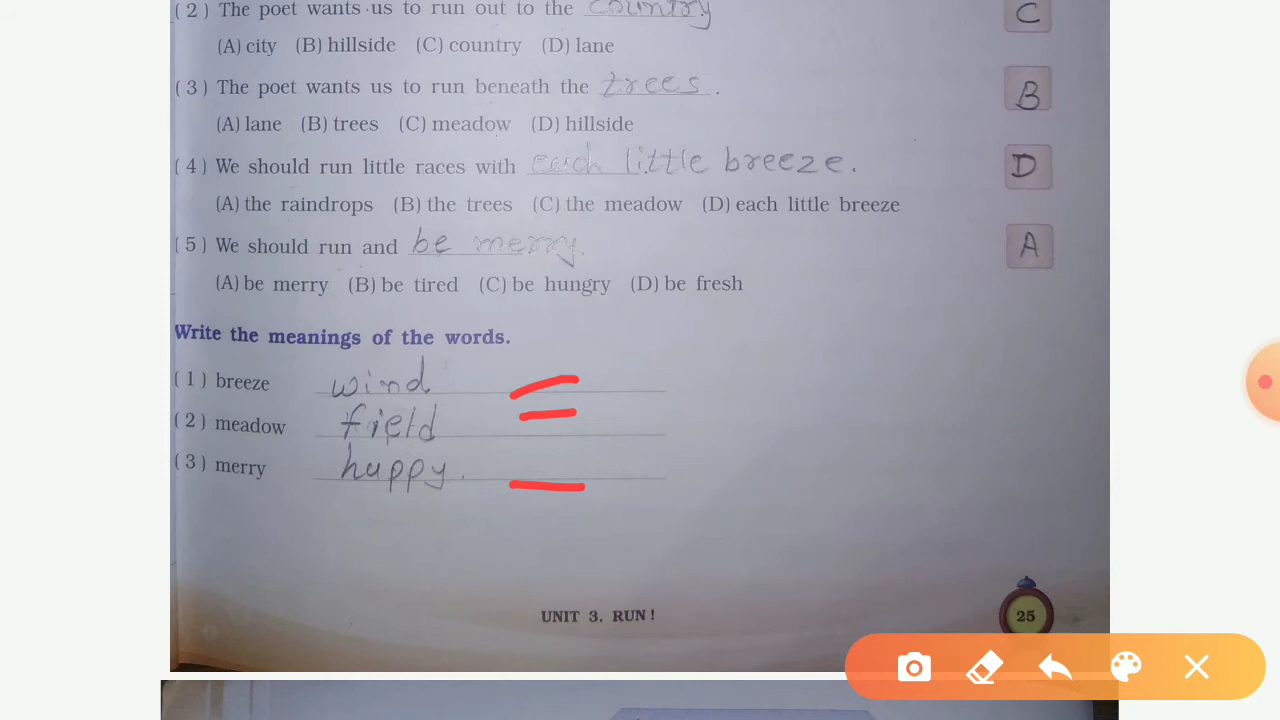 (2) The poet wants us to run out to the country
C
(A) city (B) hillside (C) country (D) lane
(3) The poet wants us to run beneath the trees.
B
(A) lane (B) trees (C) meadow (D) hillside
(4) We should run little races with each little breeze.
D
(A) the raindrops (B) the trees (C) the meadow (D) each little breeze
(5) We should run and be merry.
A
(A) be merry (B) be tired (C) be hungry (D) be fresh
Write the meanings of the words.
(1) breeze wind
(2) meadow field
(3) merry happy.
UNIT 3. RUN!
25